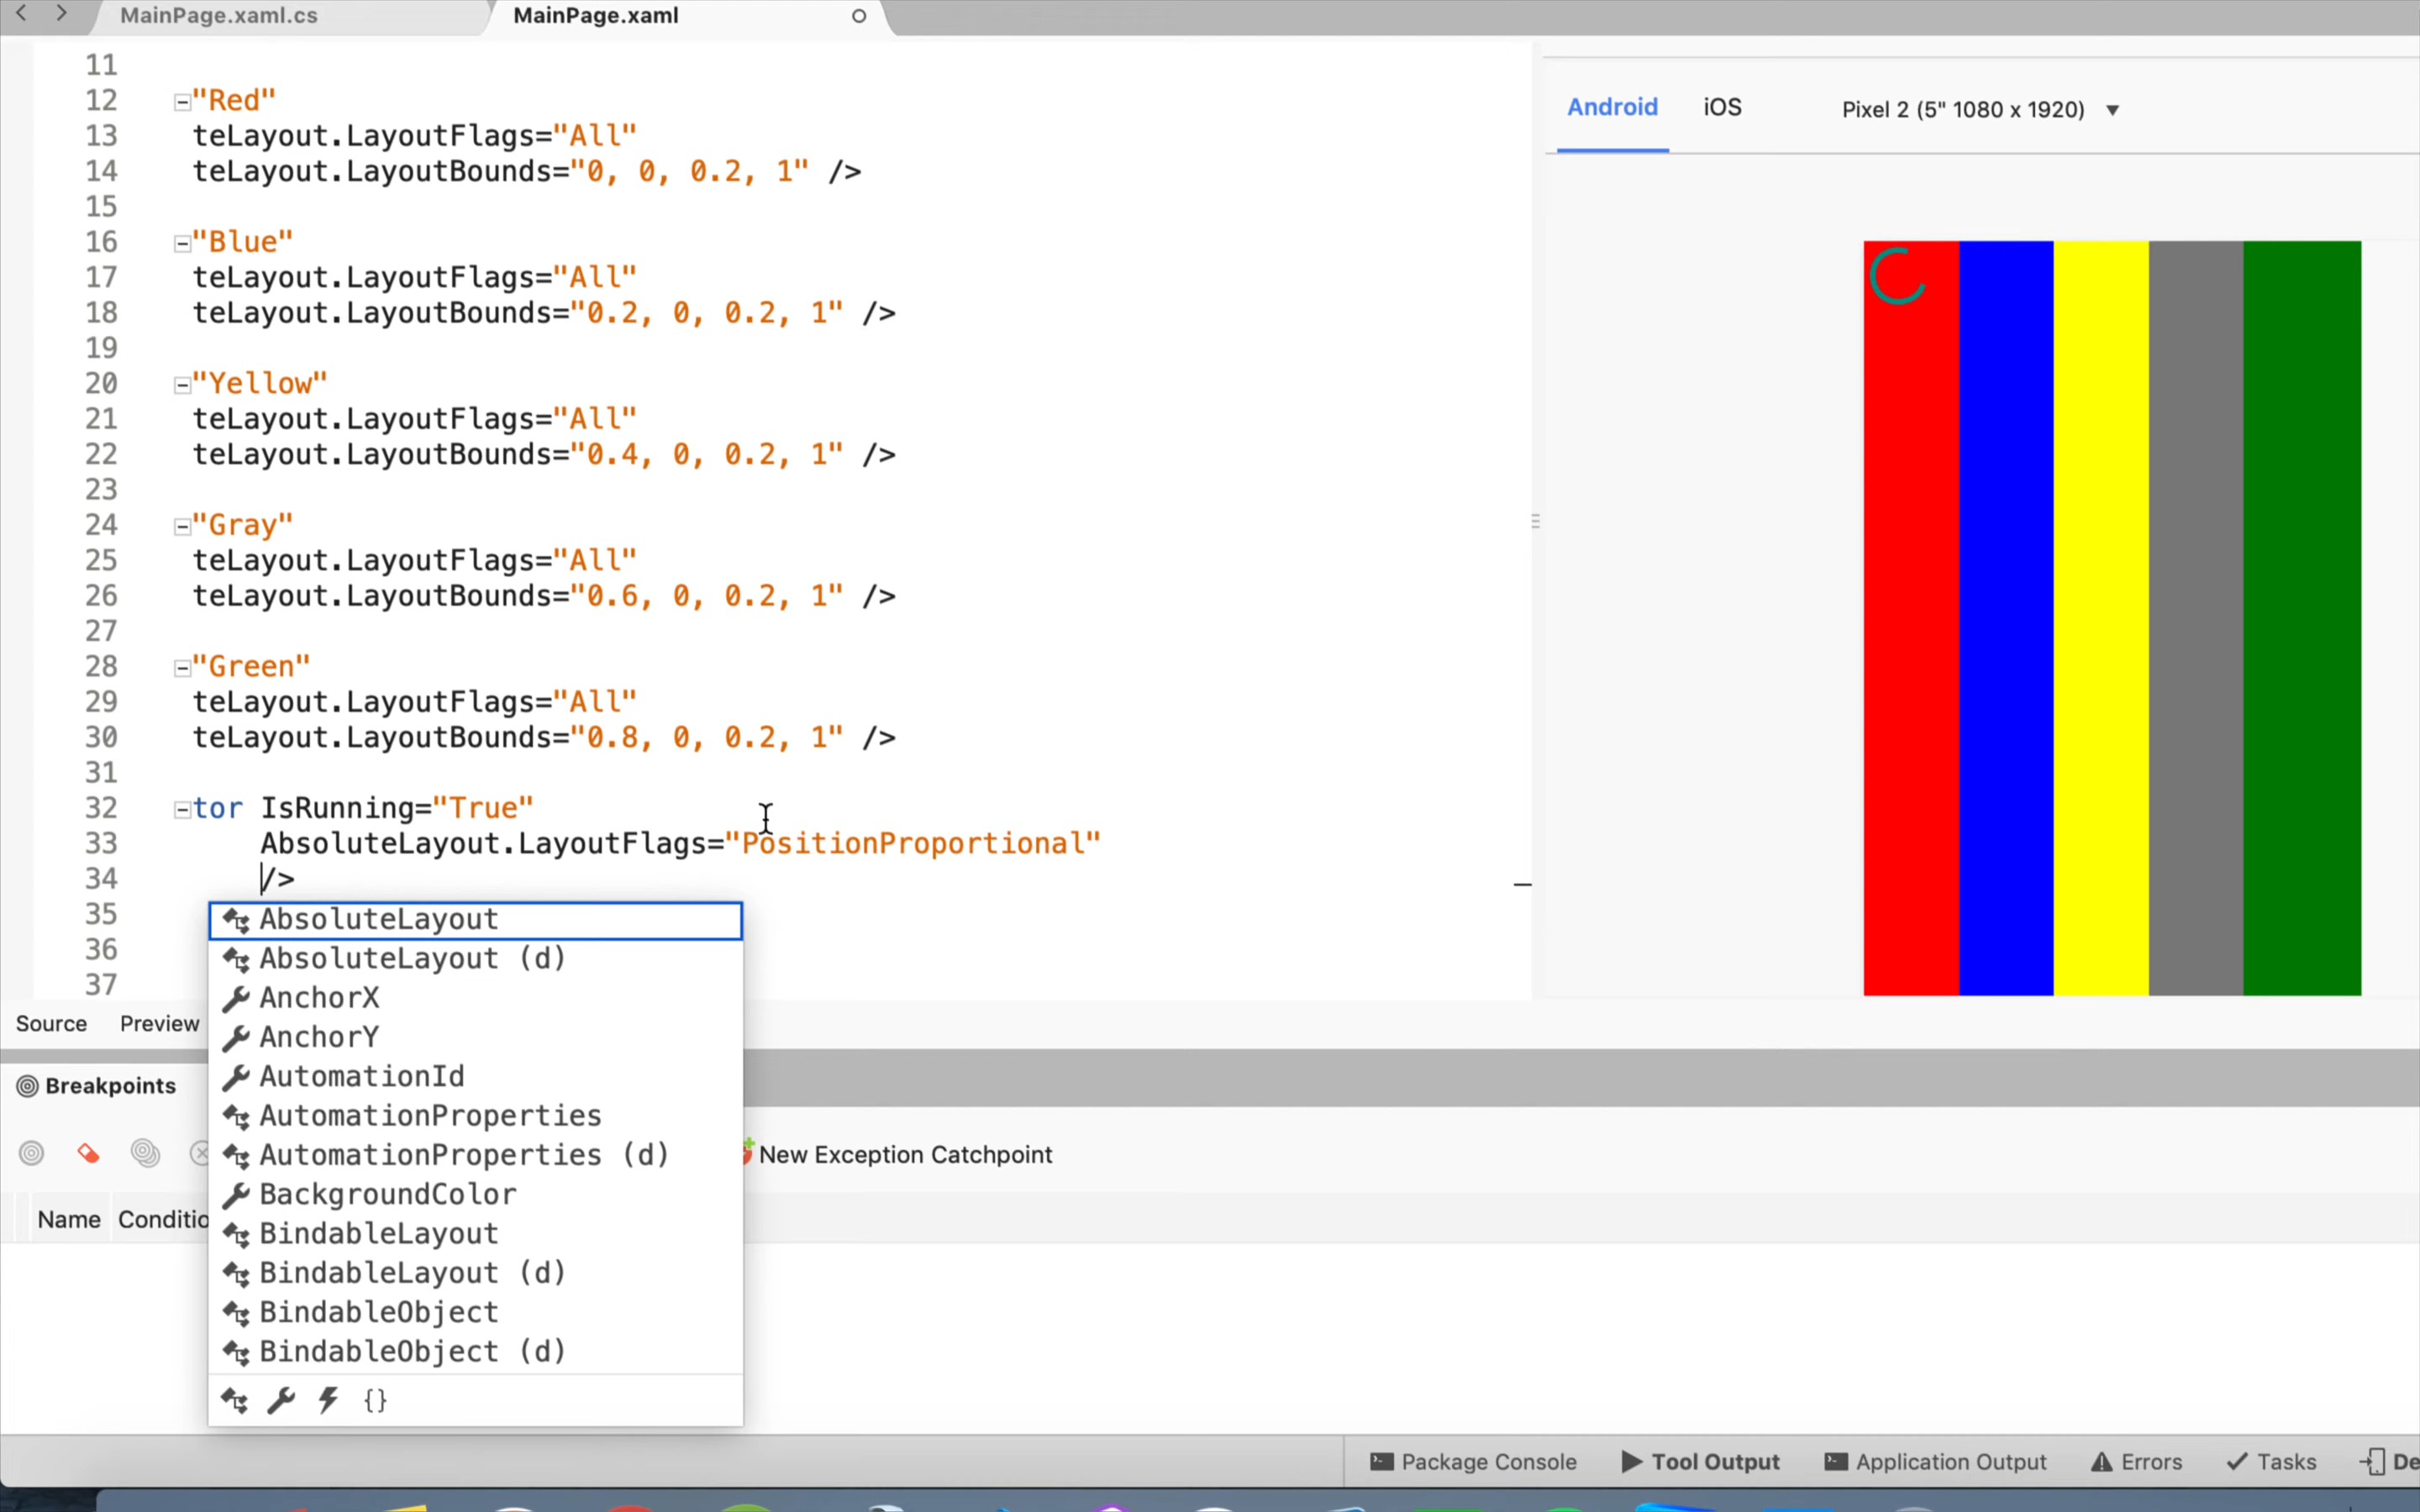 MainPage.xaml.cs
MainPage.xaml
11
12 "Red"
13 teLayout.LayoutFlags="All"
14 teLayout.LayoutBounds="0, 0, 0.2, 1" />
15
16 "Blue"
17 teLayout.LayoutFlags="All"
18 teLayout.LayoutBounds="0.2, 0, 0.2, 1" />
19
20 "Yellow"
21 teLayout.LayoutFlags="All"
22 teLayout.LayoutBounds="0.4, 0, 0.2, 1" />
23
24 "Gray"
25 teLayout.LayoutFlags="All"
26 teLayout.LayoutBounds="0.6, 0, 0.2, 1" />
27
28 "Green"
29 teLayout.LayoutFlags="All"
30 teLayout.LayoutBounds="0.8, 0, 0.2, 1" />
31
32 tor IsRunning="True"
33 AbsoluteLayout.LayoutFlags="PositionProportional"
34 />
35
36
37
AbsoluteLayout
AbsoluteLayout (d)
AnchorX
AnchorY
AutomationId
AutomationProperties
AutomationProperties (d)
BackgroundColor
BindableLayout
BindableLayout (d)
BindableObject
BindableObject (d)
{}
Android iOS Pixel 2 (5" 1080 x 1920)
Source Preview
Breakpoints
New Exception Catchpoint
Name Conditio
Package Console Tool Output Application Output Errors Tasks De